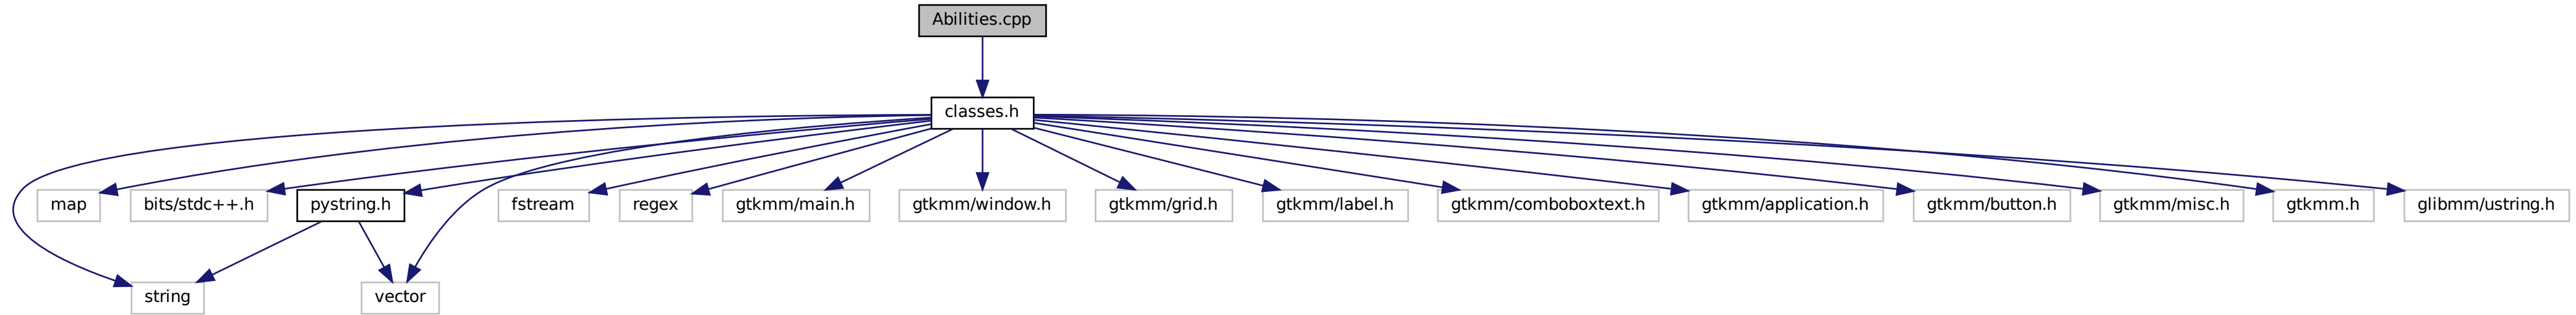 Abilities.cpp
classes.h
map
bits/stdc++.h
pystring.h
fstream
regex
gtkmm/main.h
gtkmm/window.h
gtkmm/grid.h
gtkmm/label.h
gtkmm/comboboxtext.h
gtkmm/application.h
gtkmm/button.h
gtkmm/misc.h
gtkmm.h
glibmm/ustring.h
string
vector